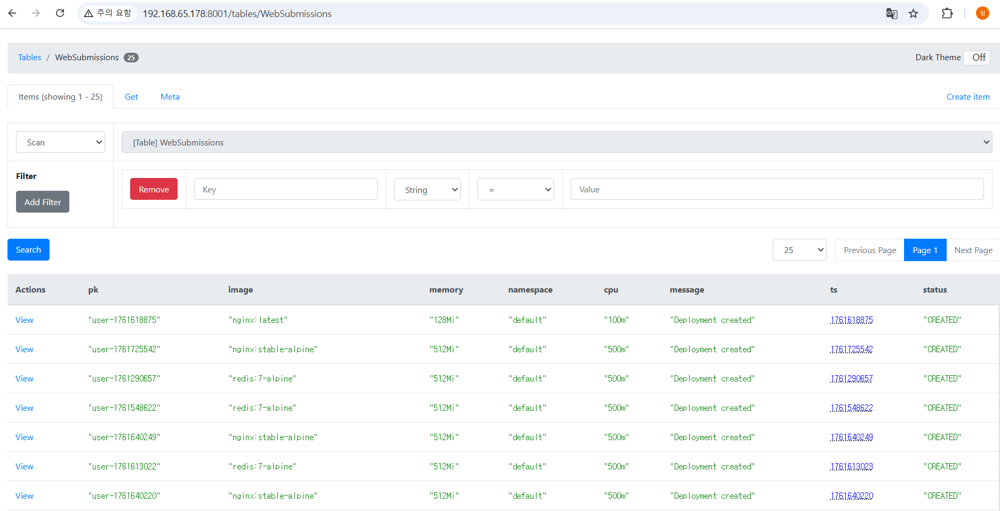 주의 요함 192.168.65.178:8001/tables/WebSubmissions 림
Tables / WebSubmissions 25 Dark Theme Off
Items (showing 1 - 25) Get Meta Create item
Scan [Table] WebSubmissions
Filter
Remove Key String = Value
Add Filter
Search 25 Previous Page Page 1 Next Page
Actions pk image memory namespace cpu message ts status
View "user-1761618875" "nginx:latest" "128Mi" "default" "100m" "Deployment created" 1761618875 "CREATED"
View "user-1761725542" "nginx:stable-alpine" "512Mi" "default" "500m" "Deployment created" 1761725542 "CREATED"
View "user-1761290657" "redis:7-alpine" "512Mi" "default" "500m" "Deployment created" 1761290657 "CREATED"
View "user-1761548622" "redis:7-alpine" "512Mi" "default" "500m" "Deployment created" 1761548622 "CREATED"
View "user-1761640249" "nginx:stable-alpine" "512Mi" "default" "500m" "Deployment created" 1761640249 "CREATED"
View "user-1761613022" "redis:7-alpine" "512Mi" "default" "500m" "Deployment created" 1761613023 "CREATED"
View "user-1761640220" "nginx:stable-alpine" "512Mi" "default" "500m" "Deployment created" 1761640220 "CREATED"